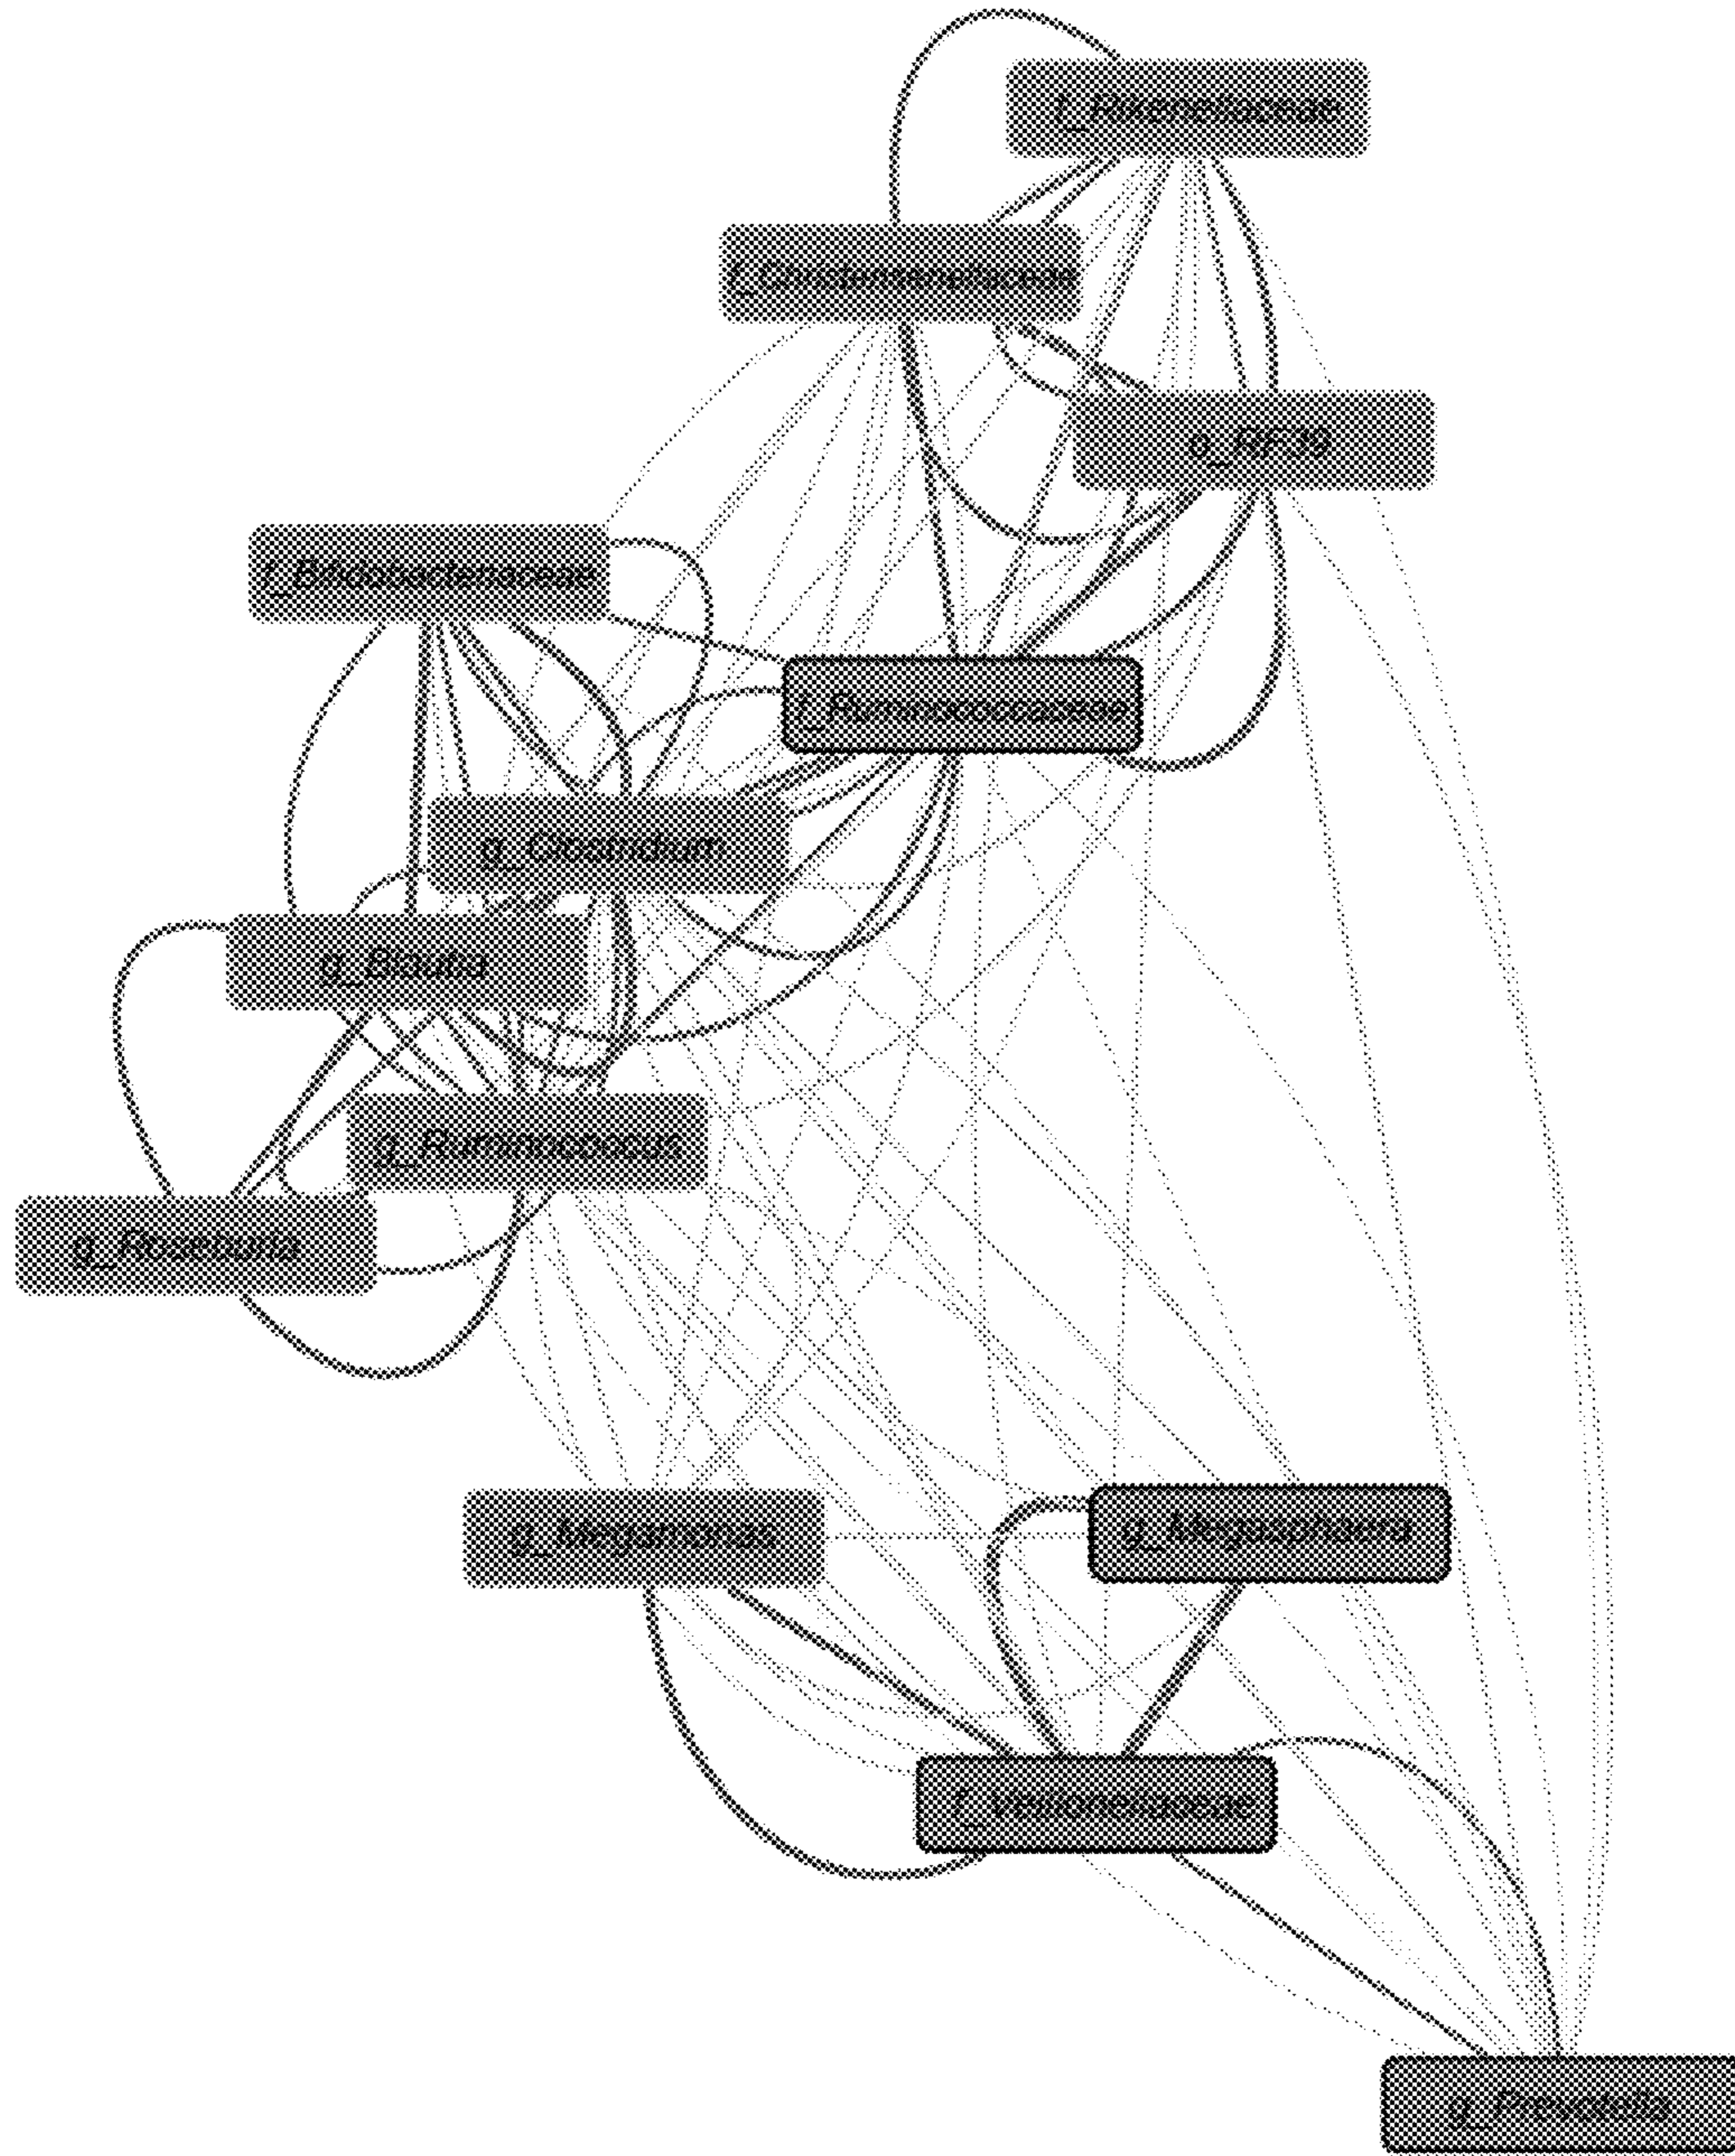 f_Rikenellaceae
f_Christensenellaceae
o_RF39
f_Bifidobacteriaceae
f_Ruminococcaceae
g_Clostridium
g_Blautia
g_Ruminococcus
g_Roseburia
g_Megamonas
g_Megasphaera
f_Veillonellaceae
g_Prevotella